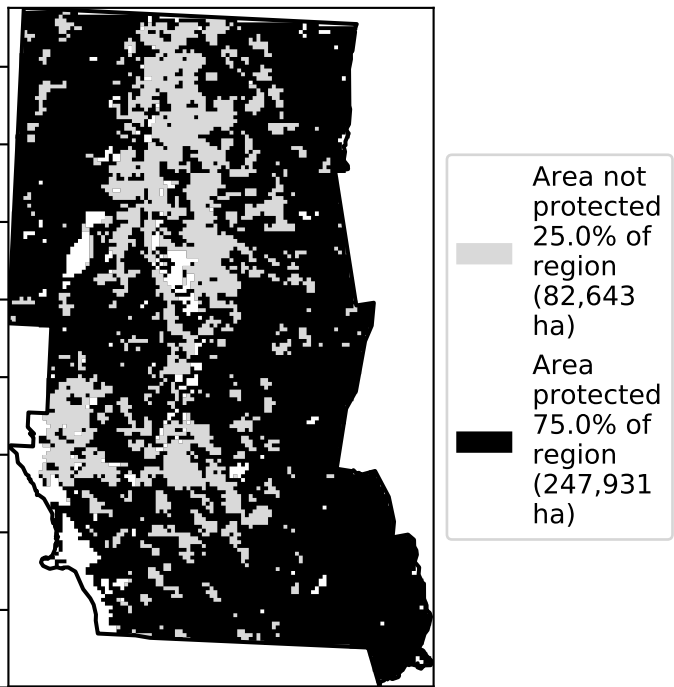 Area not
protected
25.0% of
region
(82,643
ha)
Area
protected
75.0% of
region
(247,931
ha)